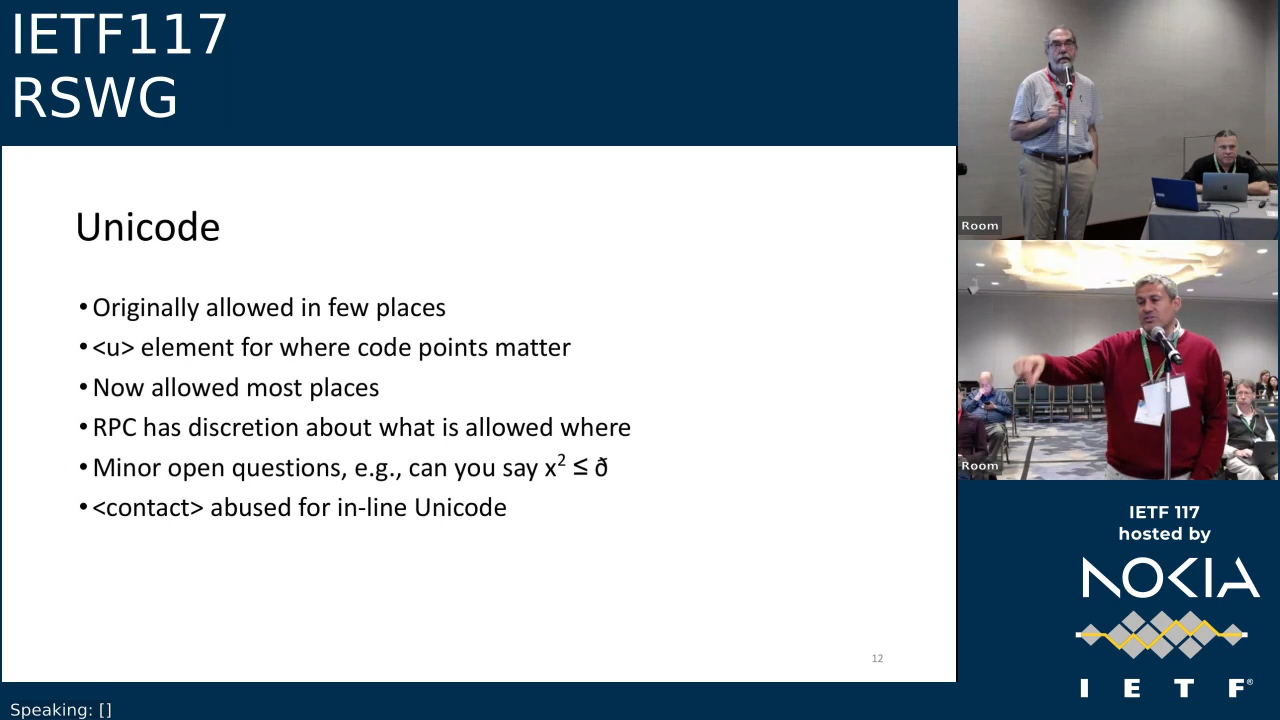 IETF117
RSWG
Unicode
•Originally allowed in few places
•<u> element for where code points matter
•Now allowed most places
•RPC has discretion about what is allowed where
•Minor open questions, e.g., can you say x² ≤ ð
•<contact> abused for in-line Unicode
12
Room
Room
IETF 117
hosted by
NOKIA
I E T F®
Speaking: []